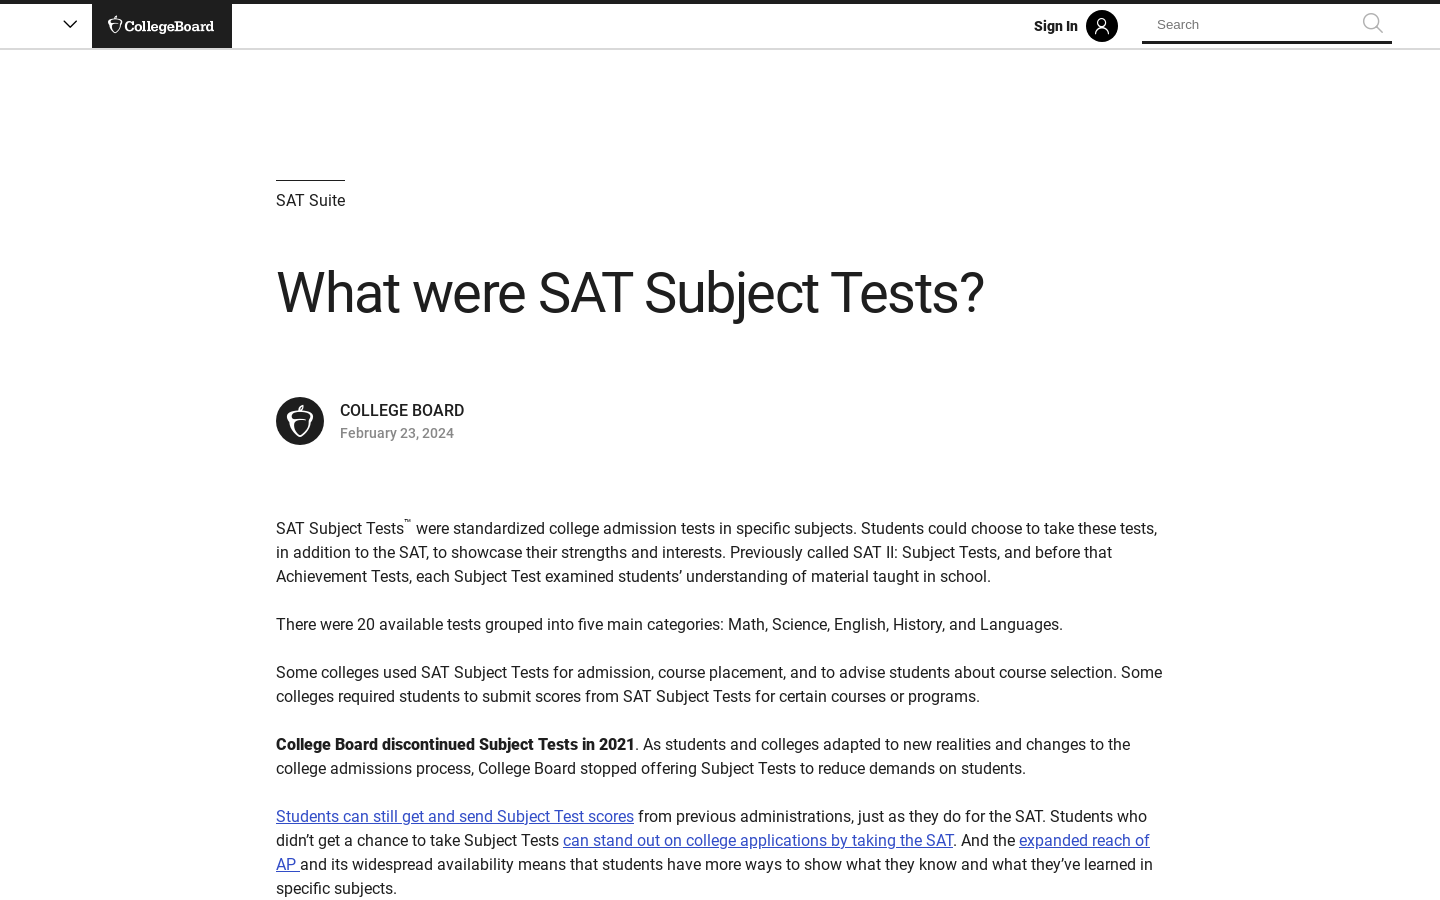 CollegeBoard
Sign In
Search
SAT Suite
What were SAT Subject Tests?
COLLEGE BOARD
February 23, 2024
SAT Subject Tests™ were standardized college admission tests in specific subjects. Students could choose to take these tests,
in addition to the SAT, to showcase their strengths and interests. Previously called SAT II: Subject Tests, and before that
Achievement Tests, each Subject Test examined students’ understanding of material taught in school.
There were 20 available tests grouped into five main categories: Math, Science, English, History, and Languages.
Some colleges used SAT Subject Tests for admission, course placement, and to advise students about course selection. Some
colleges required students to submit scores from SAT Subject Tests for certain courses or programs.
College Board discontinued Subject Tests in 2021. As students and colleges adapted to new realities and changes to the
college admissions process, College Board stopped offering Subject Tests to reduce demands on students.
Students can still get and send Subject Test scores from previous administrations, just as they do for the SAT. Students who
didn’t get a chance to take Subject Tests can stand out on college applications by taking the SAT. And the expanded reach of
AP and its widespread availability means that students have more ways to show what they know and what they’ve learned in
specific subjects.